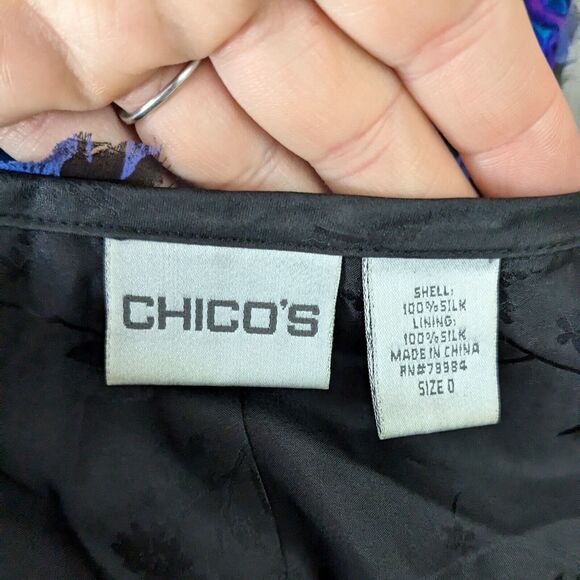 CHICO'S
SHELL:
100%SILK
LINING:
100%SILK
MADE IN CHINA
RN#79984
SIZE 0